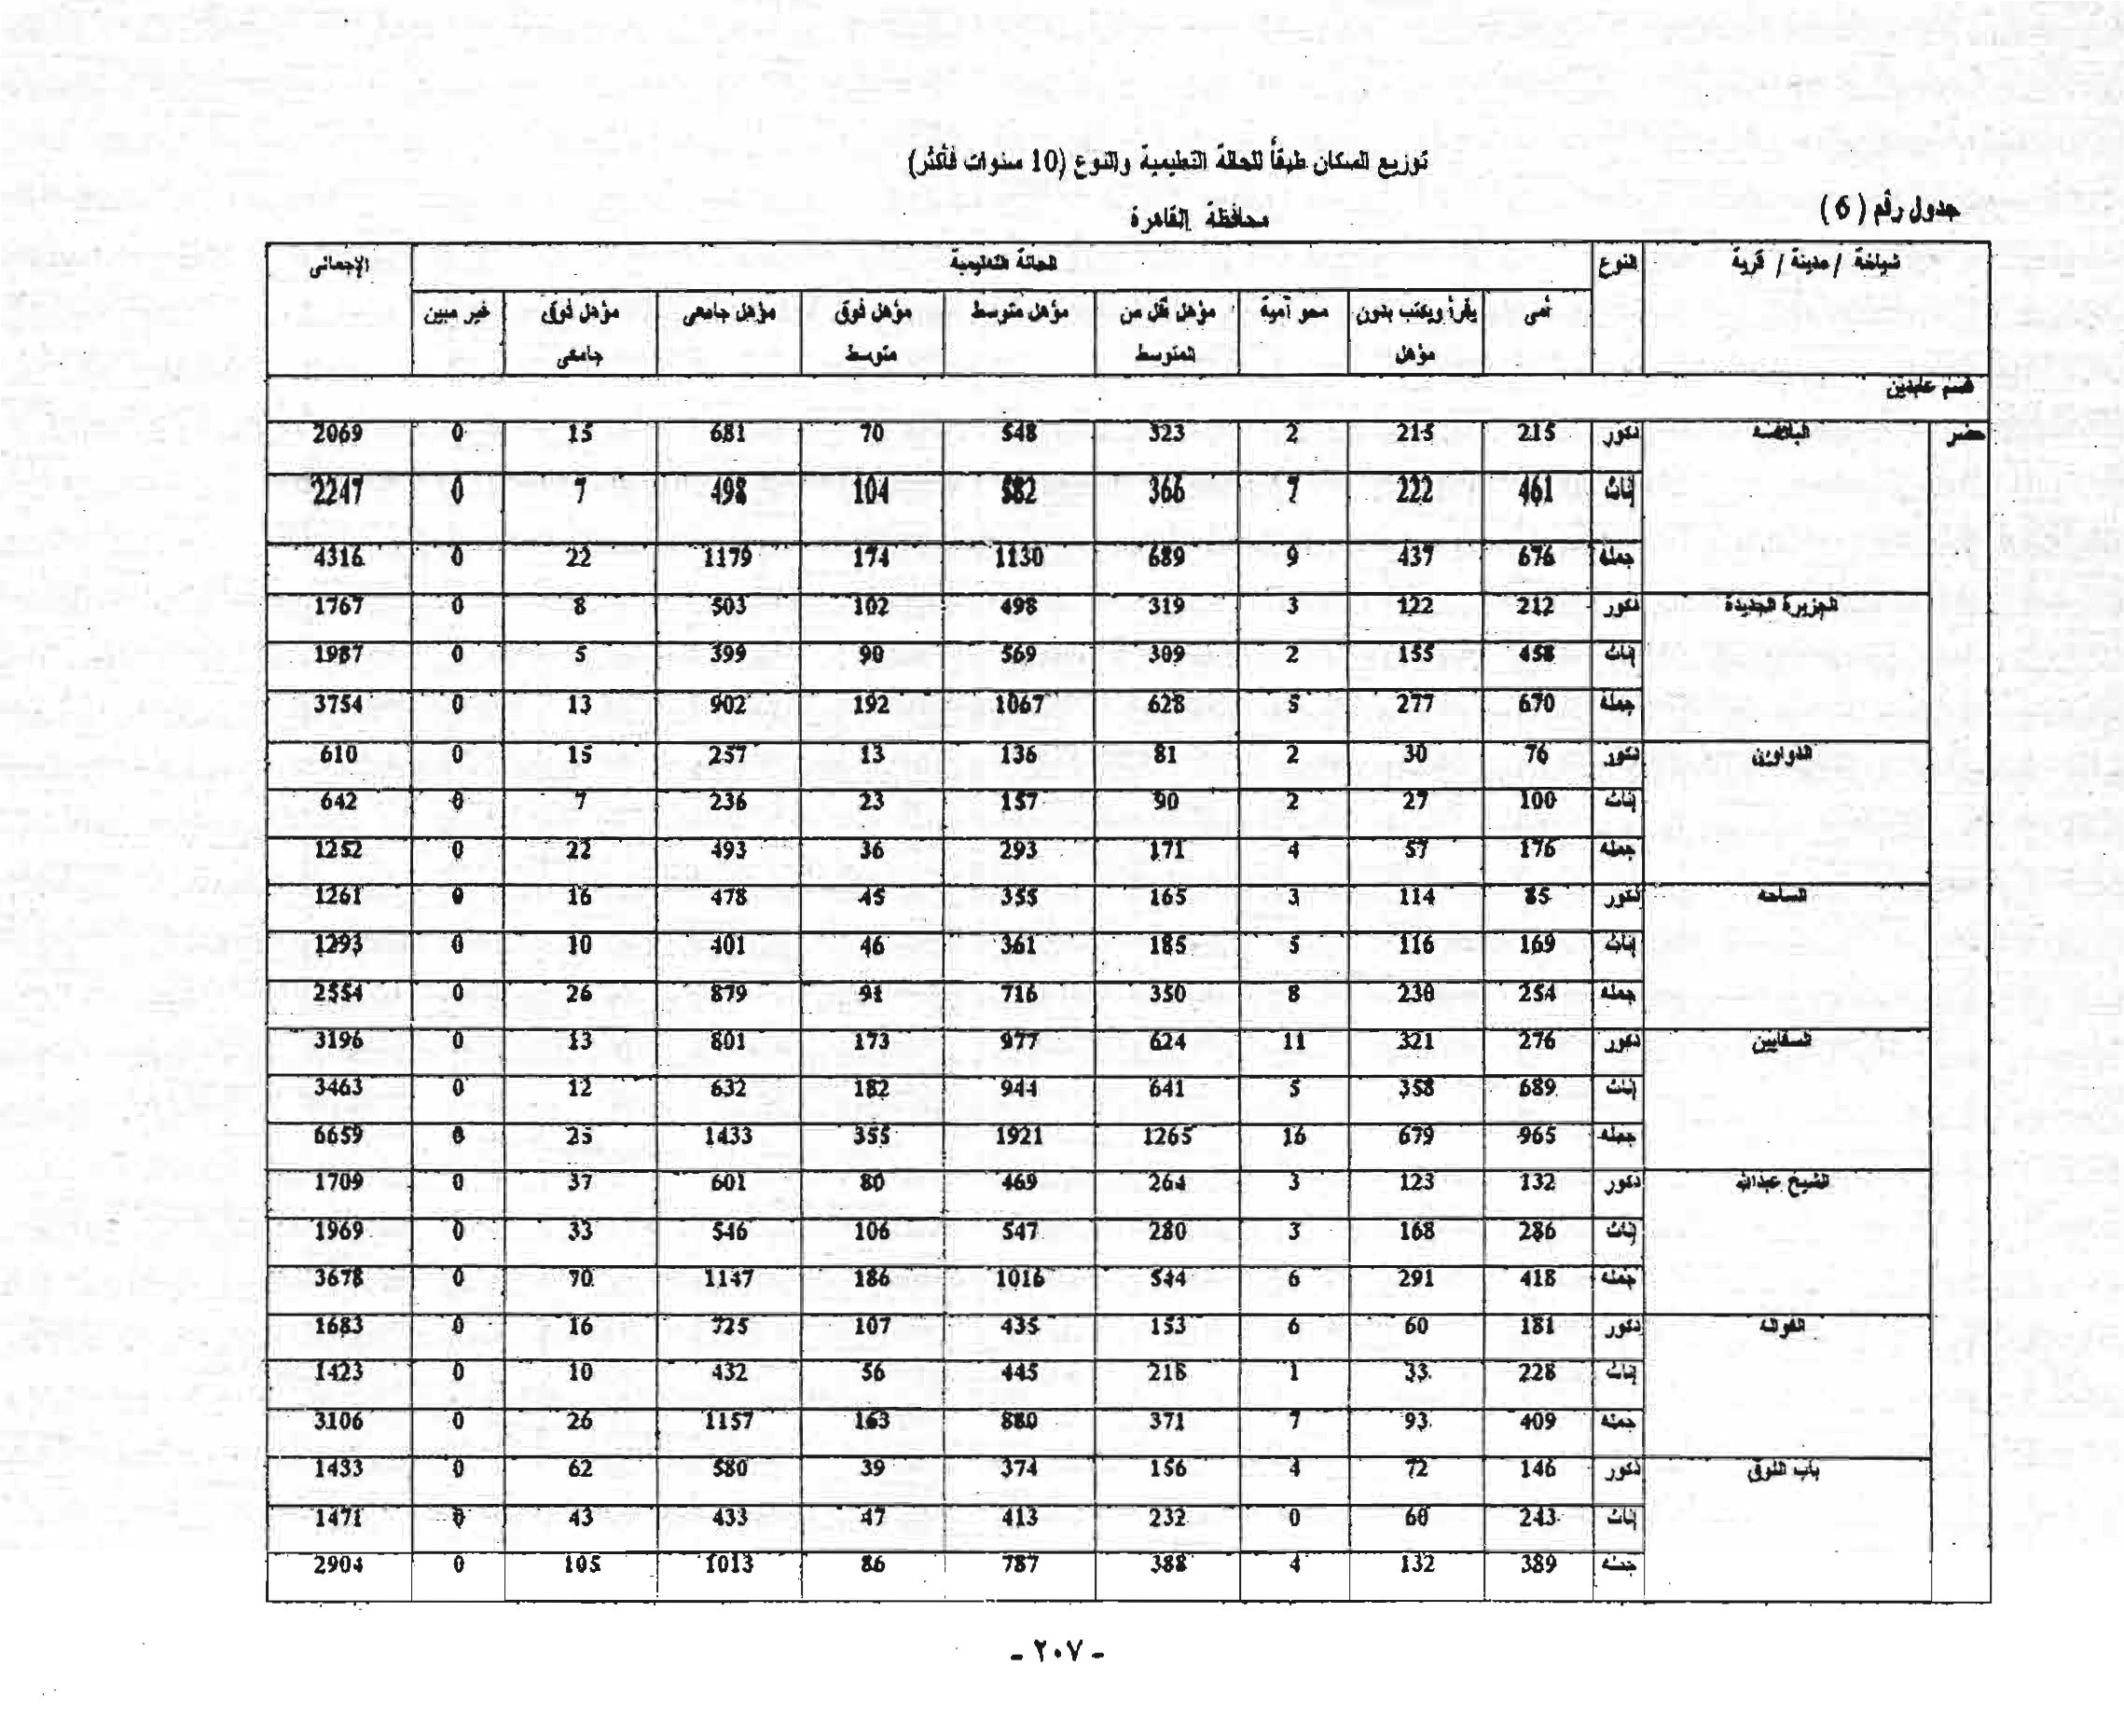 توزيع السكان طبقاً للحالة التعليمية والنوع (10 سنوات فأكثر)
جدول رقم ( 6 )
محافظة القاهرة
شياخة / مدينة / قرية النوع الحالة التعليمية الإجمالى
أمى يقرأ ويكتب بدون مؤهل محو أمية مؤهل أقل من المتوسط مؤهل متوسط مؤهل فوق متوسط مؤهل جامعى مؤهل فوق جامعى غير مبين
قسم عابدين
حضر البلاقسه ذكور 215 215 2 323 548 70 681 15 0 2069
إناث 461 222 7 366 582 104 498 7 0 2247
جملة 676 437 9 689 1130 174 1179 22 0 4316
الجزيرة الجديدة ذكور 212 122 3 319 498 102 503 8 0 1767
إناث 458 155 2 309 569 90 399 5 0 1987
جملة 670 277 5 628 1067 192 902 13 0 3754
الدواوين ذكور 76 30 2 81 136 13 257 15 0 610
إناث 100 27 2 90 157 23 236 7 0 642
جملة 176 57 4 171 293 36 493 22 0 1252
الساحه ذكور 85 114 3 165 355 45 478 16 0 1261
إناث 169 116 5 185 361 46 401 10 0 1293
جملة 254 230 8 350 716 91 879 26 0 2554
السقايين ذكور 276 321 11 624 977 173 801 13 0 3196
إناث 689 358 5 641 944 182 632 12 0 3463
جملة 965 679 16 1265 1921 355 1433 25 0 6659
الشيخ عبدالله ذكور 132 123 3 264 469 80 601 37 0 1709
إناث 286 168 3 280 547 106 546 33 0 1969
جملة 418 291 6 544 1016 186 1147 70 0 3678
الفواله ذكور 181 60 6 153 435 107 725 16 0 1683
إناث 228 33 1 218 445 56 432 10 0 1423
جملة 409 93 7 371 880 163 1157 26 0 3106
باب اللوق ذكور 146 72 4 156 374 39 580 62 0 1433
إناث 243 60 0 232 413 47 433 43 0 1471
جملة 389 132 4 388 787 86 1013 105 0 2904
- ٢٠٧ -